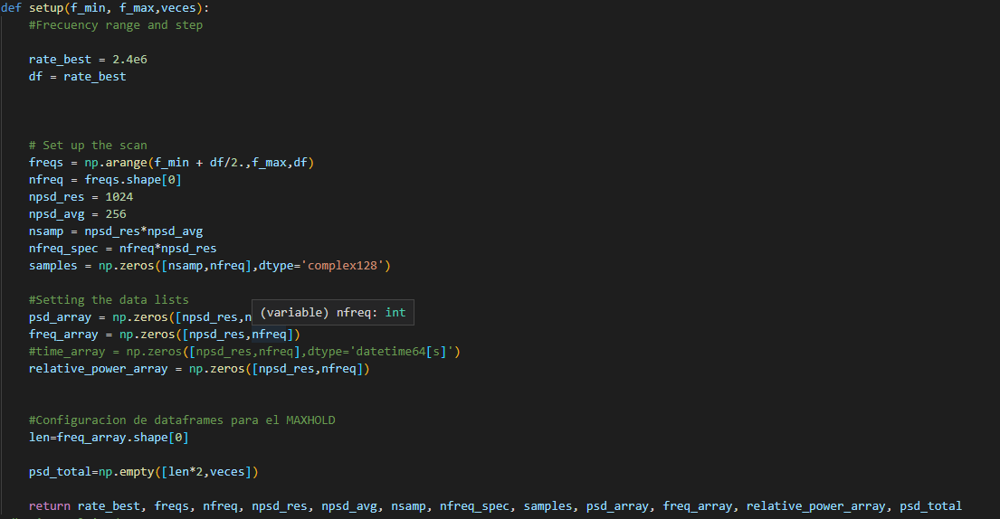 def setup(f_min, f_max,veces):
#Frecuency range and step
rate_best = 2.4e6
df = rate_best
# Set up the scan
freqs = np.arange(f_min + df/2.,f_max,df)
nfreq = freqs.shape[0]
npsd_res = 1024
npsd_avg = 256
nsamp = npsd_res*npsd_avg
nfreq_spec = nfreq*npsd_res
samples = np.zeros([nsamp,nfreq],dtype='complex128')
#Setting the data lists
(variable) nfreq: int
psd_array = np.zeros([npsd_res,n
freq_array = np.zeros([npsd_res,nfreq])
#time_array = np.zeros([npsd_res,nfreq],dtype='datetime64[s]')
relative_power_array = np.zeros([npsd_res,nfreq])
#Configuracion de dataframes para el MAXHOLD
len=freq_array.shape[0]
psd_total=np.empty([len*2,veces])
return rate_best, freqs, nfreq, npsd_res, npsd_avg, nsamp, nfreq_spec, samples, psd_array, freq_array, relative_power_array, psd_total